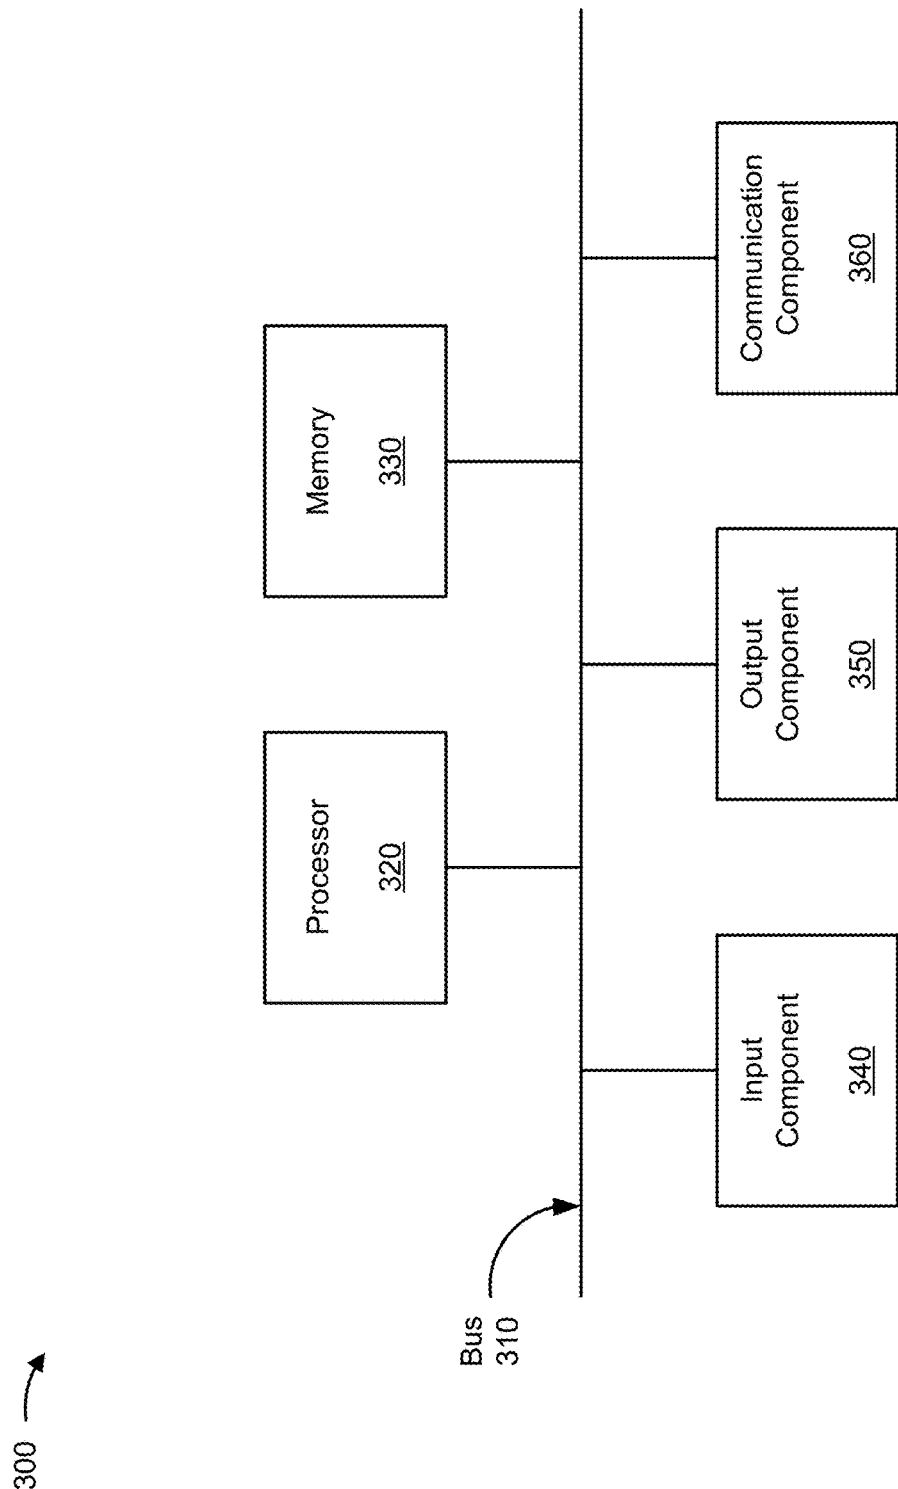 300
Processor
320
Memory
330
Bus
310
Input
Component
340
Output
Component
350
Communication
Component
360